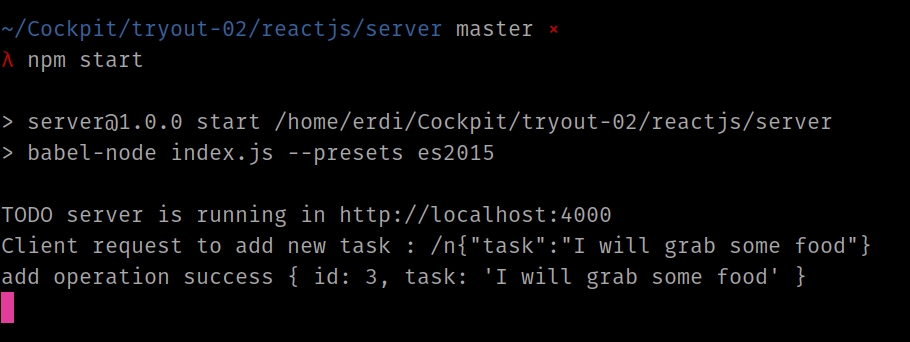 ~/Cockpit/tryout-02/reactjs/server master ×
λ npm start
> server@1.0.0 start /home/erdi/Cockpit/tryout-02/reactjs/server
> babel-node index.js --presets es2015
TODO server is running in http://localhost:4000
Client request to add new task : /n{"task":"I will grab some food"}
add operation success { id: 3, task: 'I will grab some food' }